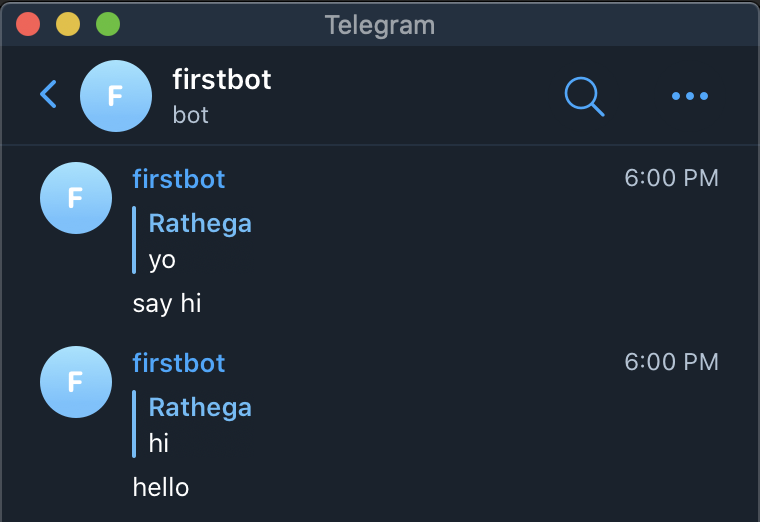 Telegram
F
firstbot
bot
F
firstbot 6:00 PM
Rathega
yo
say hi
F
firstbot 6:00 PM
Rathega
hi
hello